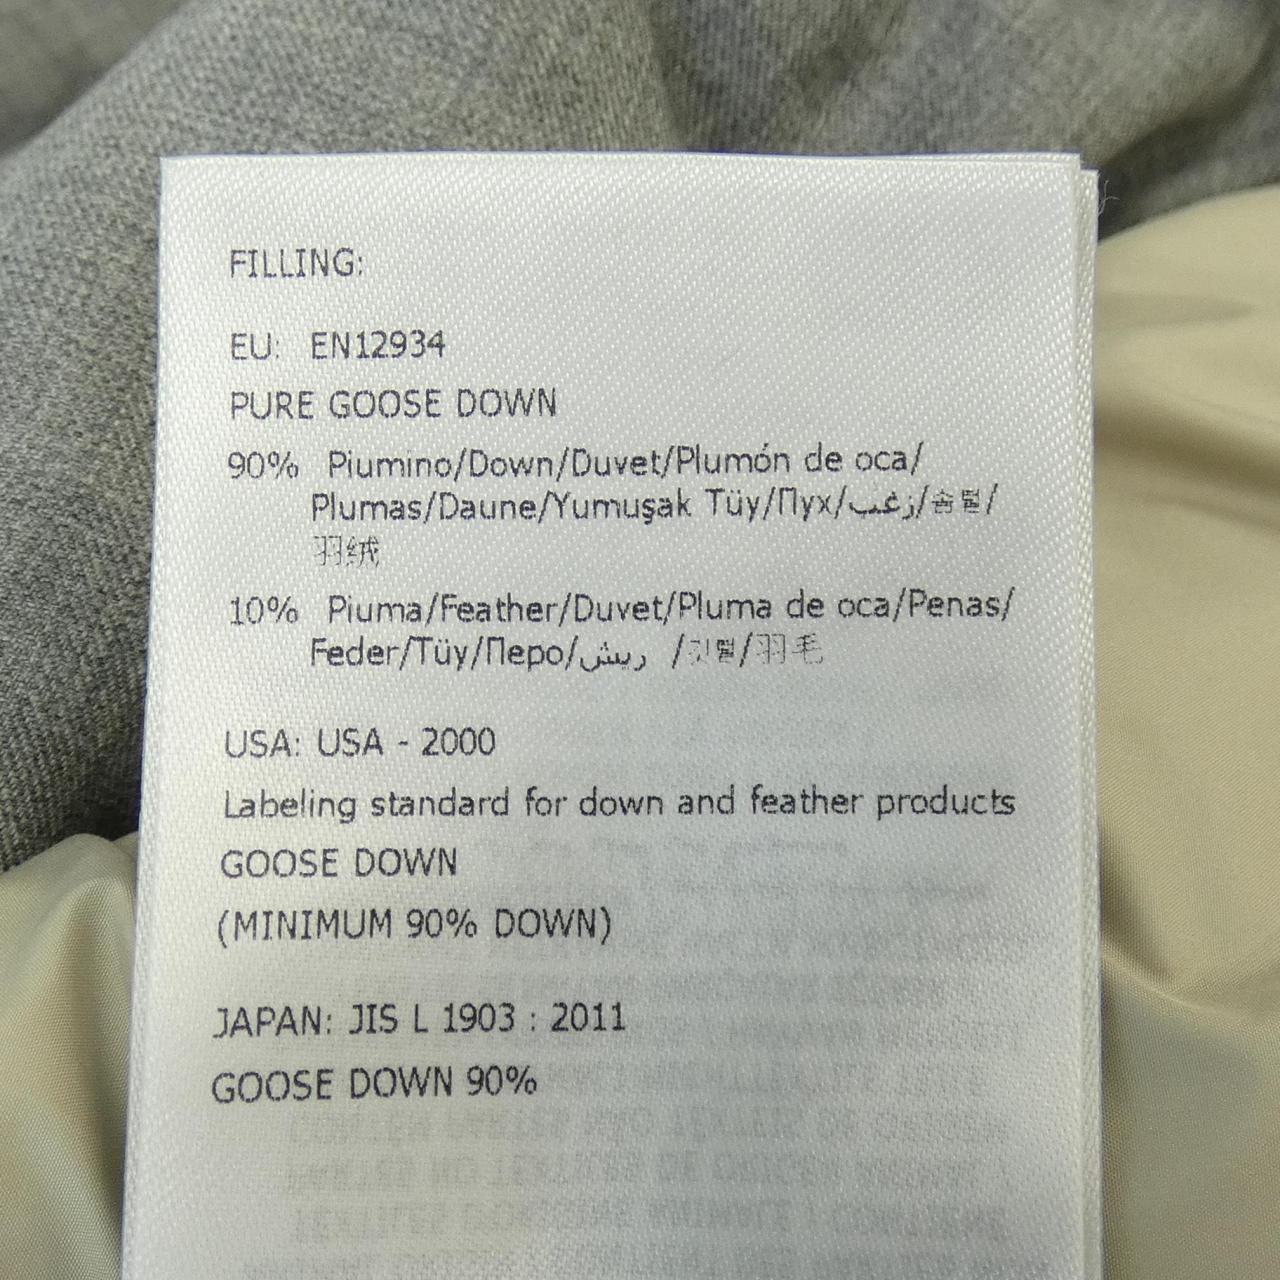 FILLING:
EU: EN12934
PURE GOOSE DOWN
90% Piumino/Down/Duvet/Plumón de oca/
Plumas/Daune/Yumuşak Tüy/Пух/زغب/솜털/
羽绒
10% Piuma/Feather/Duvet/Pluma de oca/Penas/
Feder/Tüy/Перо/ريش /깃털/羽毛
USA: USA - 2000
Labeling standard for down and feather products
GOOSE DOWN
(MINIMUM 90% DOWN)
JAPAN: JIS L 1903 : 2011
GOOSE DOWN 90%